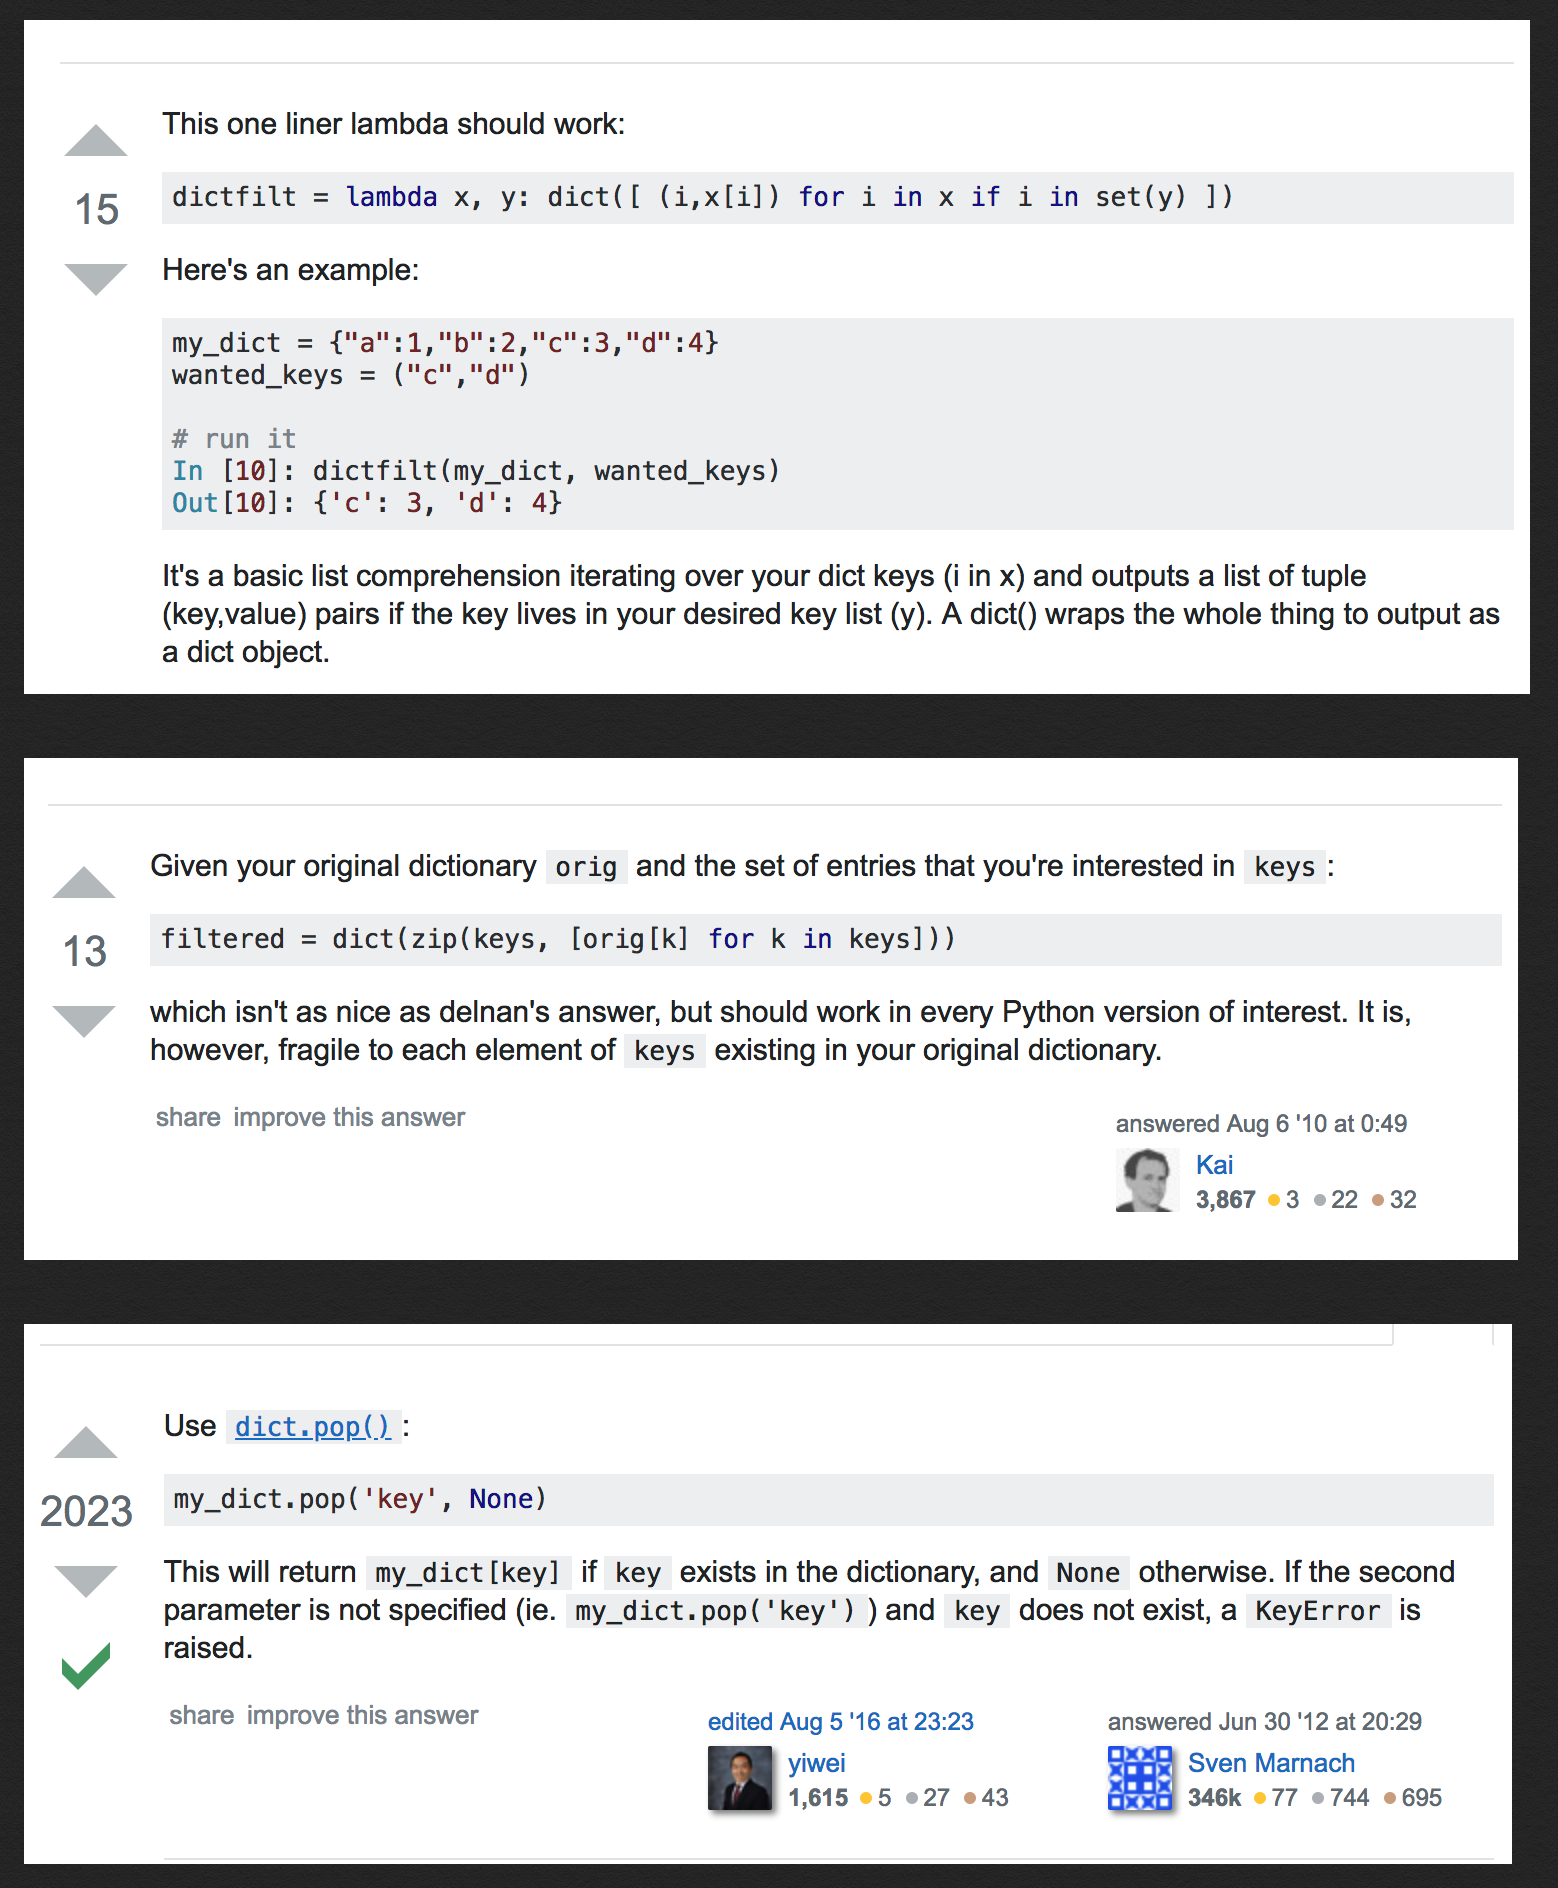 This one liner lambda should work:
15
dictfilt = lambda x, y: dict([ (i,x[i]) for i in x if i in set(y) ])
Here's an example:
my_dict = {"a":1,"b":2,"c":3,"d":4}
wanted_keys = ("c","d")
# run it
In [10]: dictfilt(my_dict, wanted_keys)
Out[10]: {'c': 3, 'd': 4}
It's a basic list comprehension iterating over your dict keys (i in x) and outputs a list of tuple
(key,value) pairs if the key lives in your desired key list (y). A dict() wraps the whole thing to output as
a dict object.
Given your original dictionary orig and the set of entries that you're interested in keys :
13
filtered = dict(zip(keys, [orig[k] for k in keys]))
which isn't as nice as delnan's answer, but should work in every Python version of interest. It is,
however, fragile to each element of keys existing in your original dictionary.
share improve this answer
answered Aug 6 '10 at 0:49
Kai
3,867 3 22 32
Use dict.pop() :
2023
my_dict.pop('key', None)
This will return my_dict[key] if key exists in the dictionary, and None otherwise. If the second
parameter is not specified (ie. my_dict.pop('key') ) and key does not exist, a KeyError is
raised.
share improve this answer
edited Aug 5 '16 at 23:23
yiwei
1,615 5 27 43
answered Jun 30 '12 at 20:29
Sven Marnach
346k 77 744 695